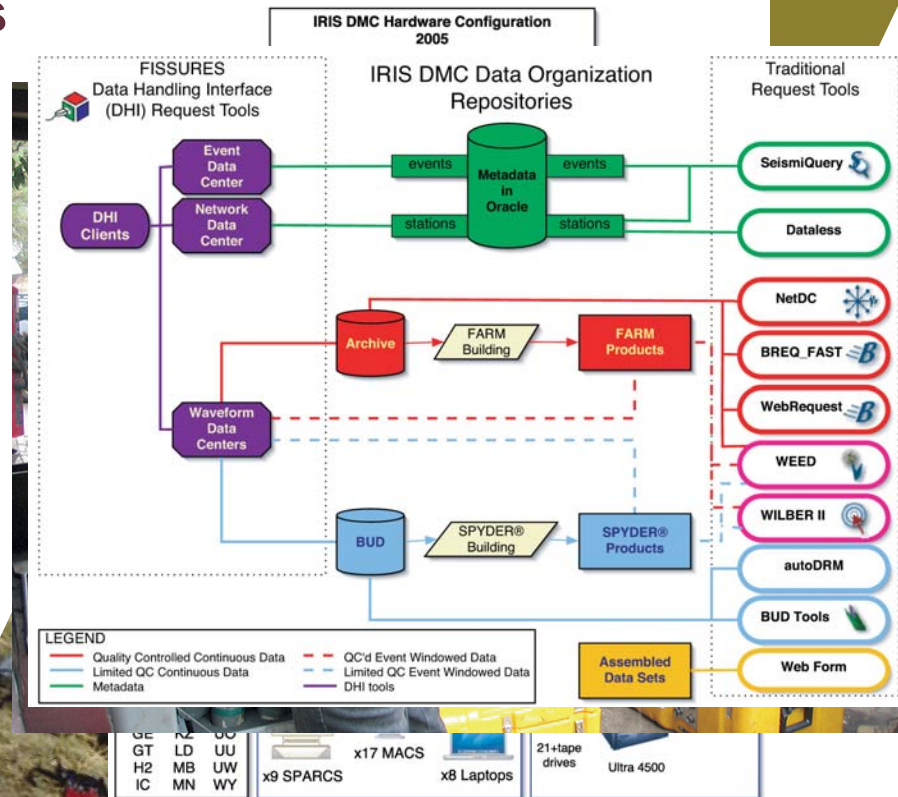 s
IRIS DMC Hardware Configuration
2005
FISSURES
Data Handling Interface
(DHI) Request Tools
IRIS DMC Data Organization
Repositories
Traditional
Request Tools
Event
Data
Center
Network
Data
Center
DHI
Clients
Waveform
Data
Centers
events
stations
Metadata
in
Oracle
events
stations
Archive
FARM
Building
FARM
Products
BUD
SPYDER®
Building
SPYDER®
Products
Assembled
Data Sets
SeismiQuery
Dataless
NetDC
BREQ_FAST
WebRequest
WEED
WILBER II
autoDRM
BUD Tools
Web Form
LEGEND
Quality Controlled Continuous Data
Limited QC Continuous Data
Metadata
QC'd Event Windowed Data
Limited QC Event Windowed Data
DHI tools
GT LD UU
H2 MB UW
IC MN WY
x9 SPARCS
x17 MACS
x8 Laptops
21+tape
drives
Ultra 4500